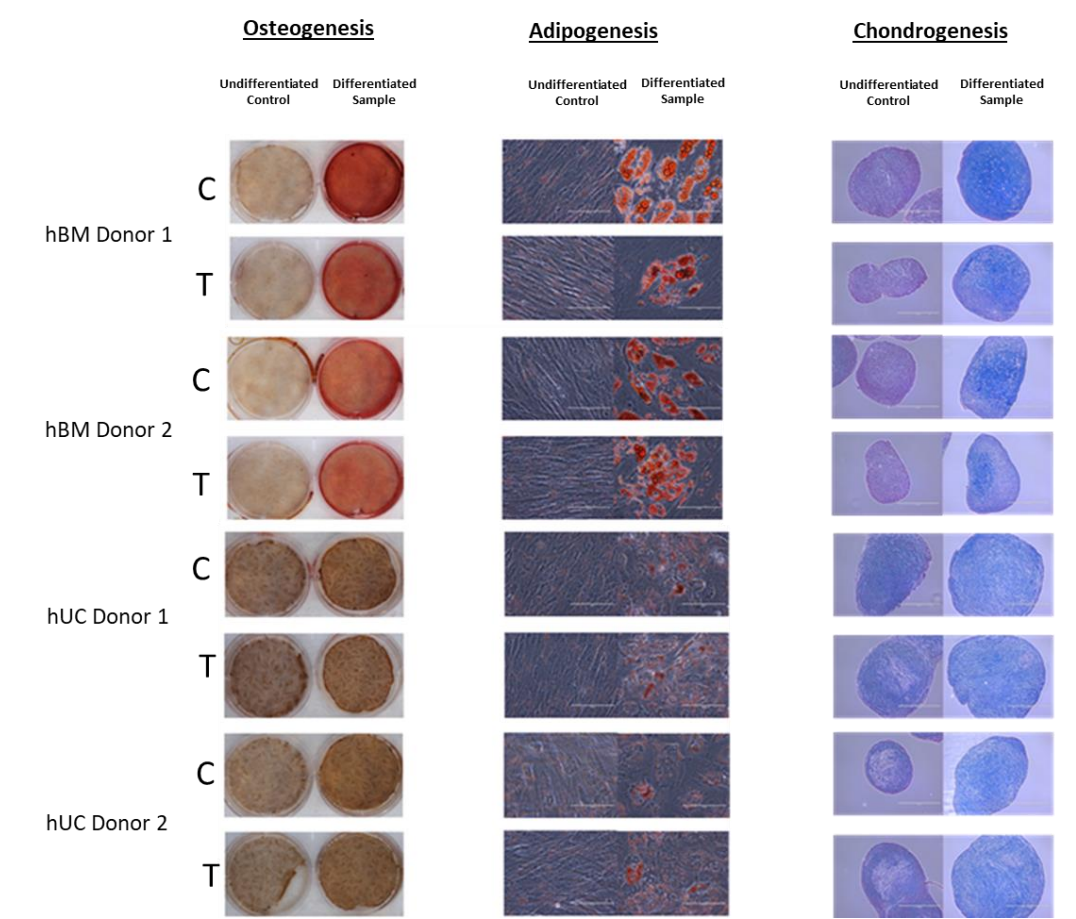 Osteogenesis
Adipogenesis
Chondrogenesis
Undifferentiated
Control
Differentiated
Sample
Undifferentiated
Control
Differentiated
Sample
Undifferentiated
Control
Differentiated
Sample
hBM Donor 1
C
T
hBM Donor 2
C
T
hUC Donor 1
C
T
hUC Donor 2
C
T